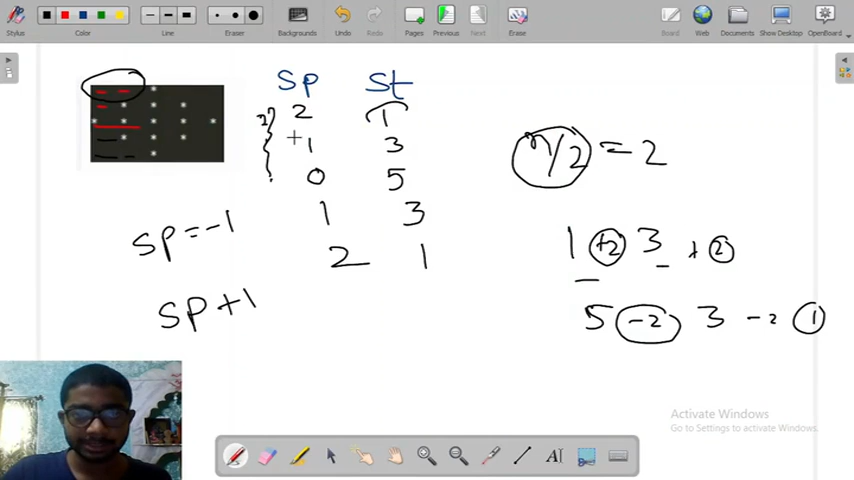 Stylus
Color
Line
Eraser
Backgrounds
Undo
Redo
Pages
Previous
Next
Erase
Board
Web
Documents
Show Desktop
OpenBoard
Sp St
2 1
+1 3
0 5
1 3
2 1
sp=-1
sp+1
n/2 = 2
1 +2 3 + 2
5 -2 3 -2 1
Activate Windows
Go to Settings to activate Windows.